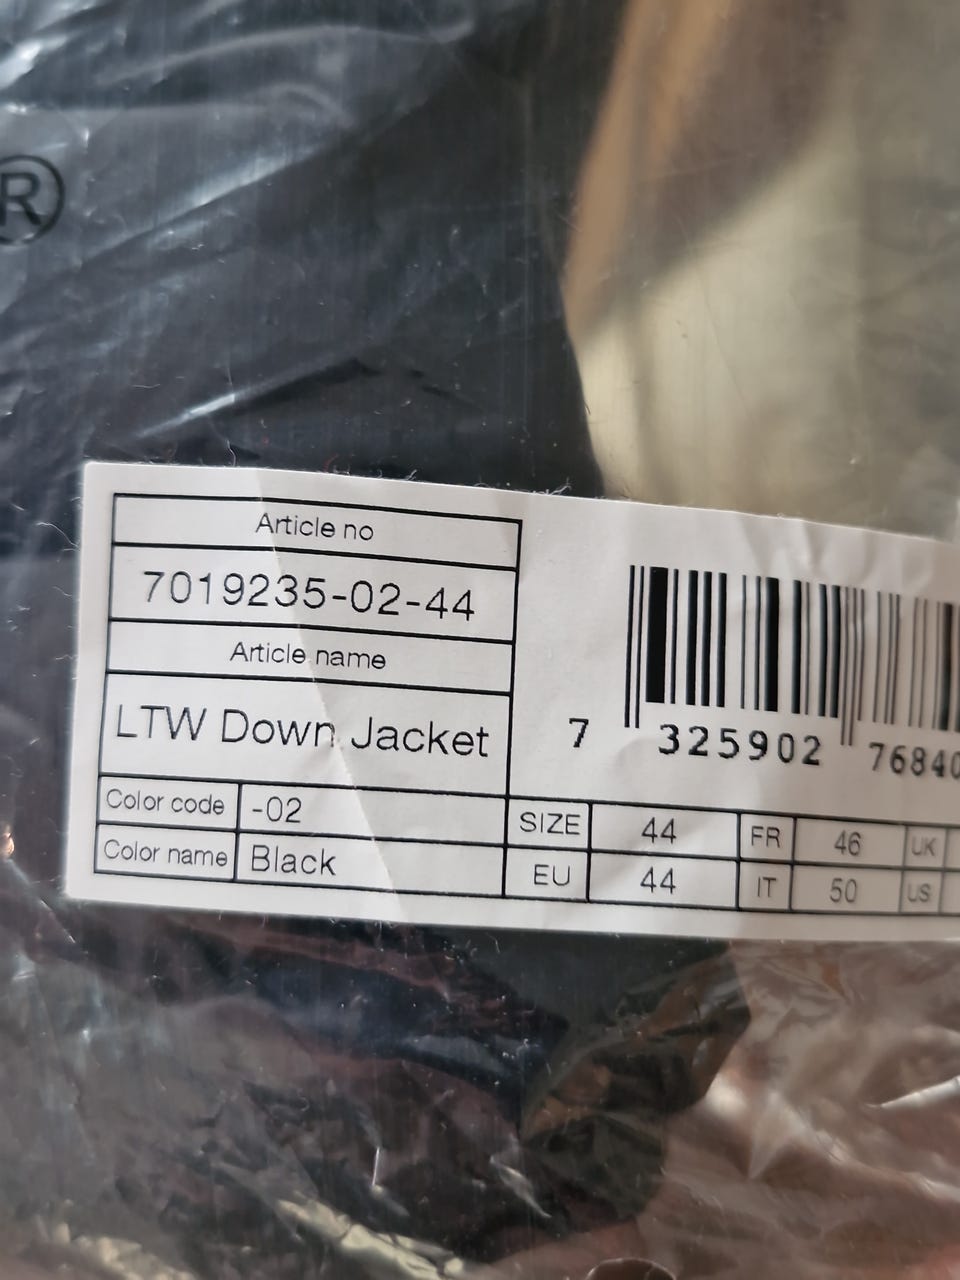 ®
Article no
7019235-02-44
Article name
LTW Down Jacket
Color code -02
Color name Black
7 325902 76840
SIZE 44 FR 46 UK
EU 44 IT 50 US